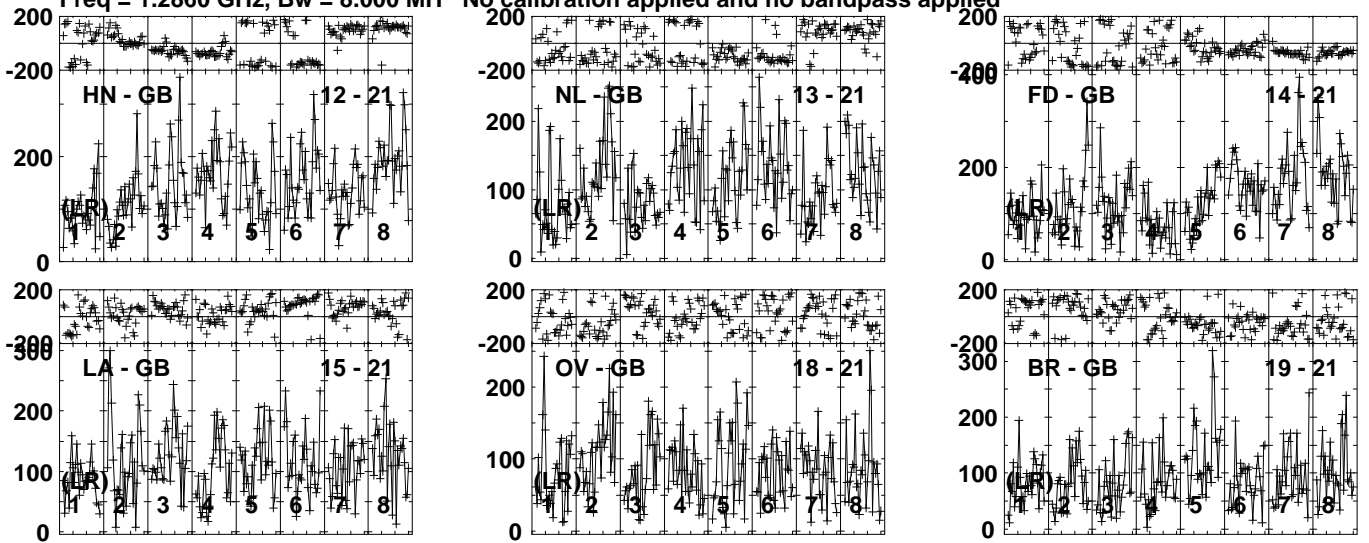 Freq = 1.2860 GHz, Bw = 8.000 MH No calibration applied and no bandpass applied
200
-200
HN - GB 12 - 21
200
0
(LR)
1 2 3 4 5 6 7 8
200
-200
NL - GB 13 - 21
200
100
0
(LR)
1 2 3 4 5 6 7 8
200
-200
400
FD - GB 14 - 21
200
0
(LR)
1 2 3 4 5 6 7 8
200
-200
300
LA - GB 15 - 21
200
100
0
(LR)
1 2 3 4 5 6 7 8
200
-200
OV - GB 18 - 21
200
100
0
(LR)
1 2 3 4 5 6 7 8
200
-200
300
BR - GB 19 - 21
200
100
0
(LR)
1 2 3 4 5 6 7 8